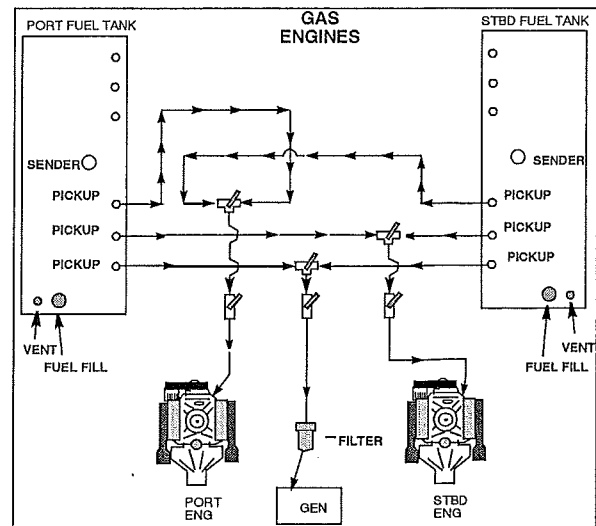 PORT FUEL TANK
GAS
ENGINES
STBD FUEL TANK
SENDER
SENDER
PICKUP
PICKUP
PICKUP
PICKUP
PICKUP
PICKUP
VENT
FUEL FILL
VENT
FUEL FILL
FILTER
PORT
ENG
GEN
STBD
ENG